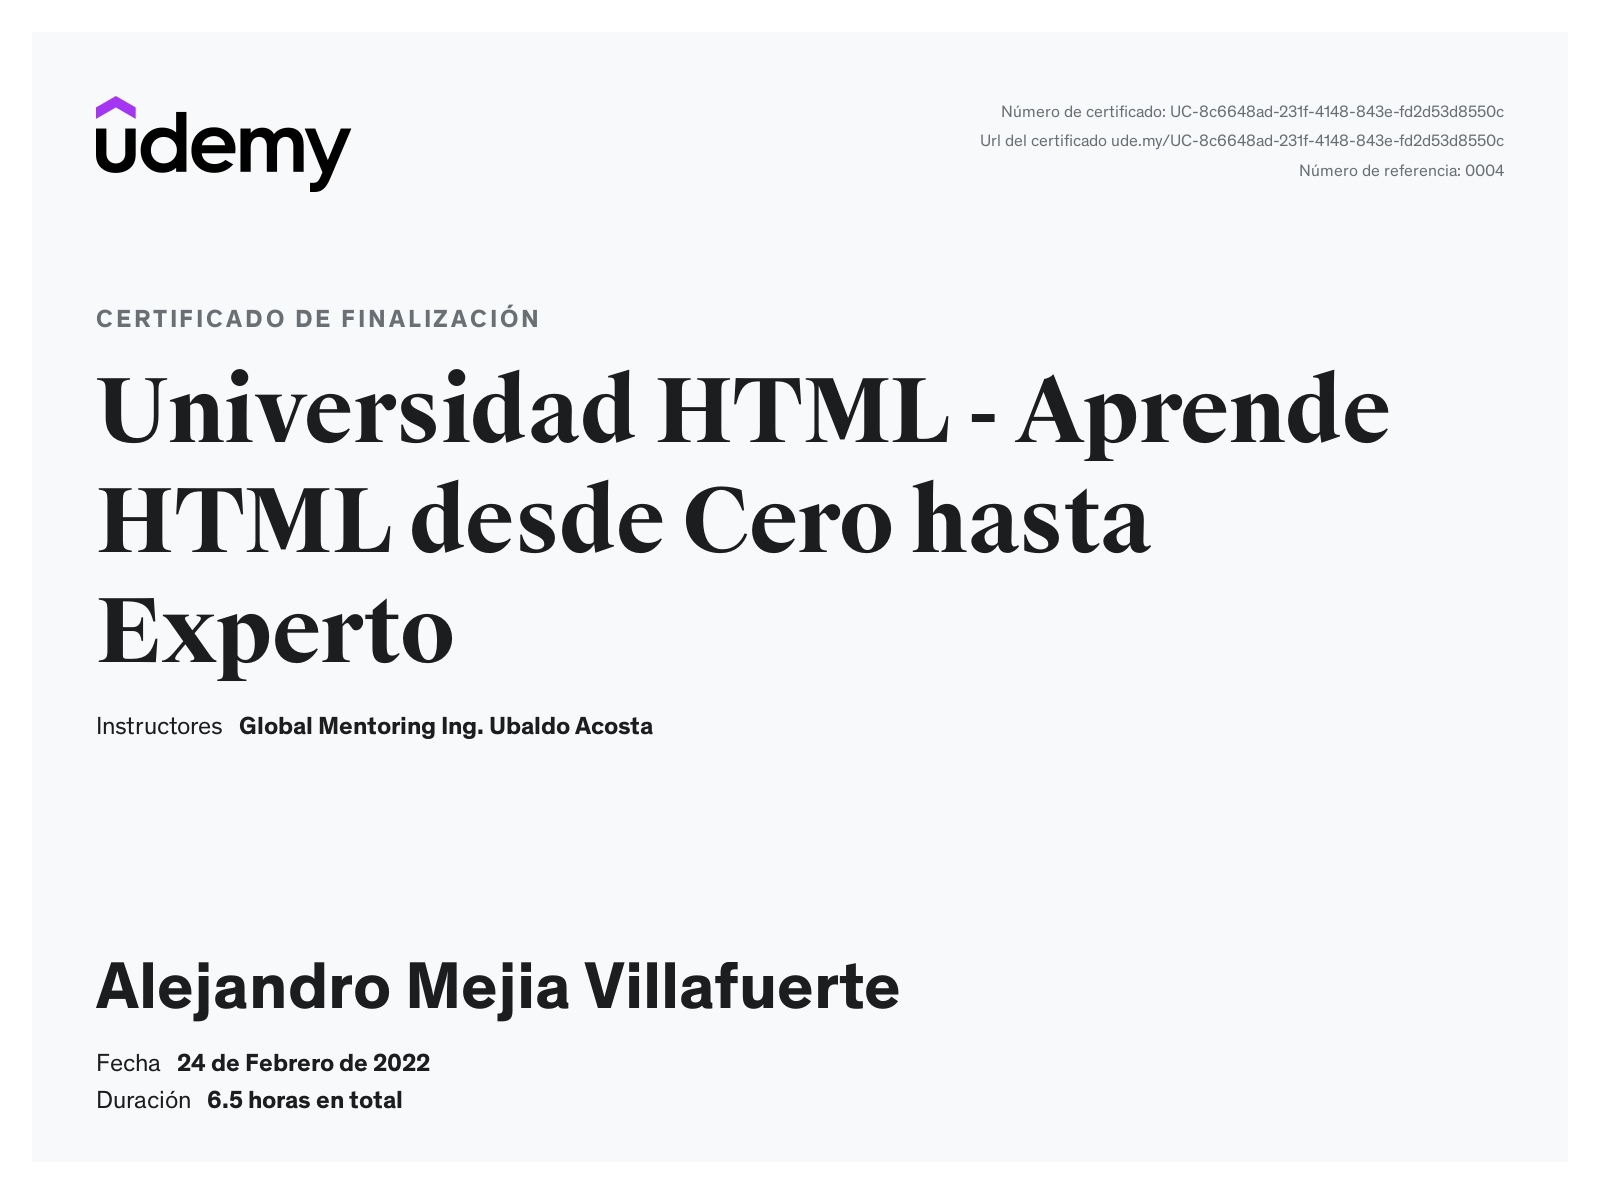 udemy
Número de certificado: UC-8c6648ad-231f-4148-843e-fd2d53d8550c
Url del certificado ude.my/UC-8c6648ad-231f-4148-843e-fd2d53d8550c
Número de referencia: 0004
CERTIFICADO DE FINALIZACIÓN
Universidad HTML - Aprende
HTML desde Cero hasta
Experto
Instructores Global Mentoring Ing. Ubaldo Acosta
Alejandro Mejia Villafuerte
Fecha 24 de Febrero de 2022
Duración 6.5 horas en total